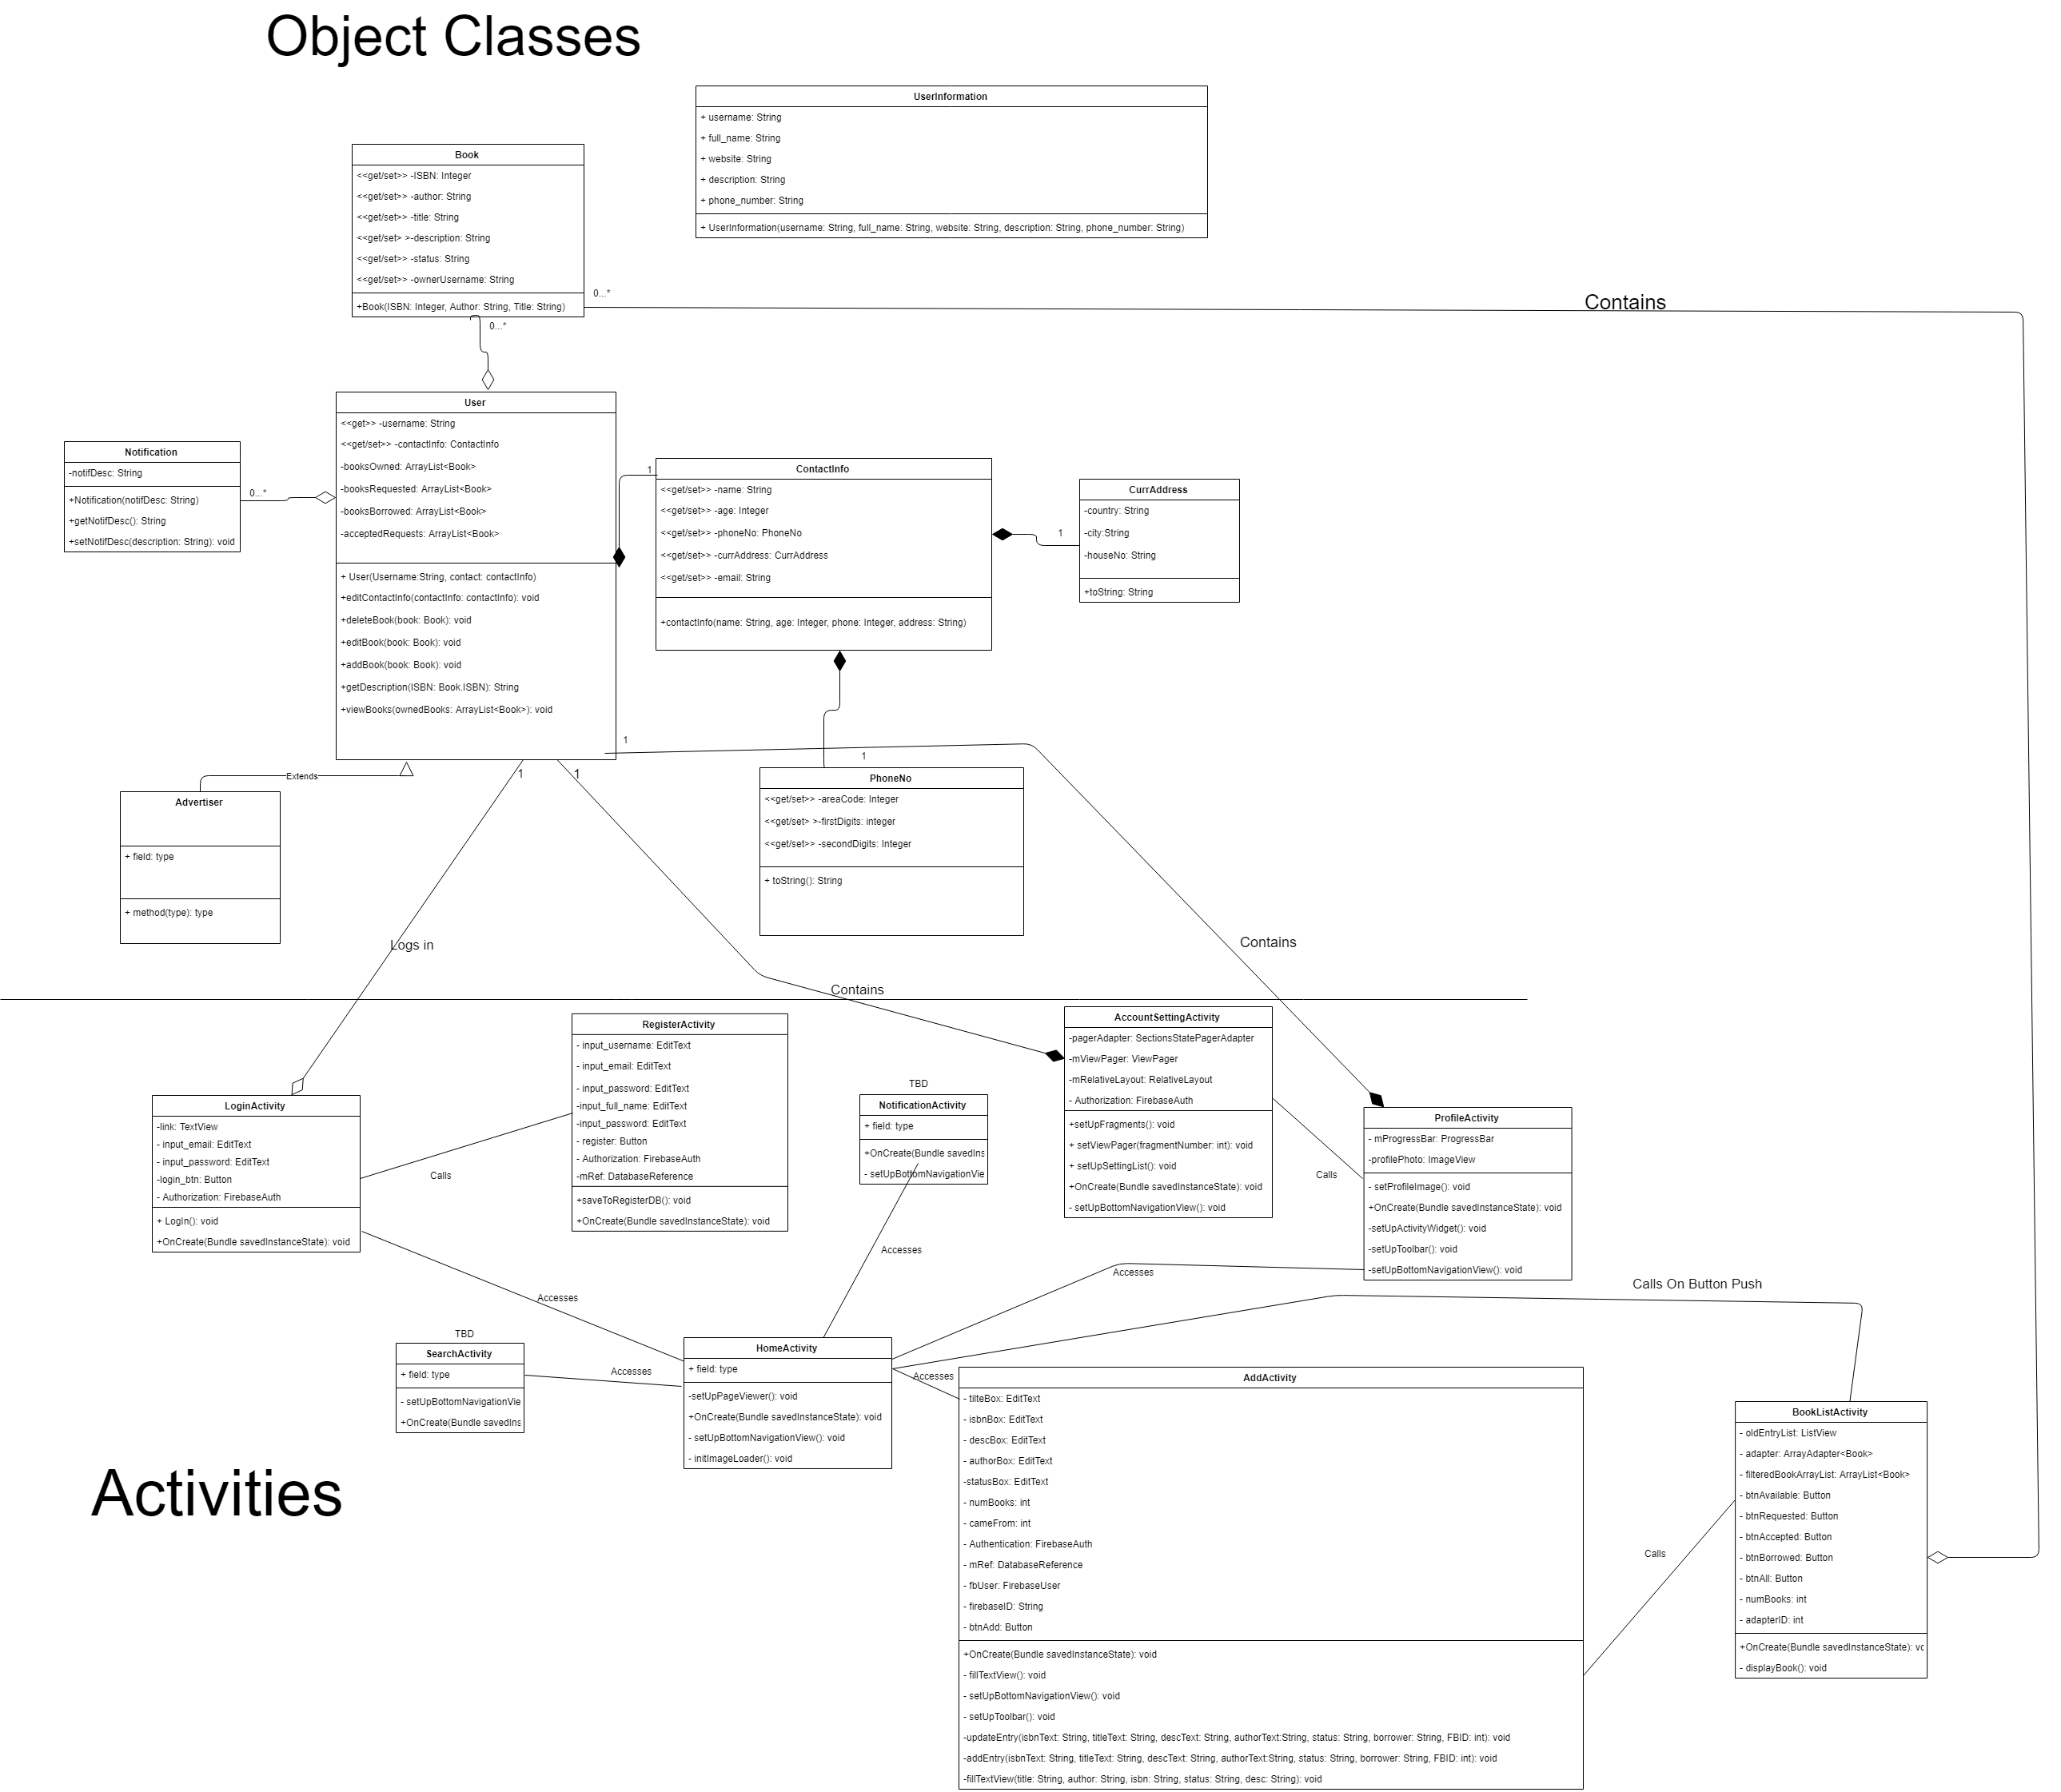 Object Classes
UserInformation
+ username: String
+ full_name: String
+ website: String
+ description: String
+ phone_number: String
+ UserInformation(username: String, full_name: String, website: String, description: String, phone_number: String)
Book
<<get/set>> -ISBN: Integer
<<get/set>> -author: String
<<get/set>> -title: String
<<get/set> >-description: String
<<get/set>> -status: String
<<get/set>> -ownerUsername: String
+Book(ISBN: Integer, Author: String, Title: String)
0...*
Contains
0...*
User
<<get>> -username: String
<<get/set>> -contactInfo: ContactInfo
-booksOwned: ArrayList<Book>
-booksRequested: ArrayList<Book>
-booksBorrowed: ArrayList<Book>
-acceptedRequests: ArrayList<Book>
+ User(Username:String, contact: contactInfo)
+editContactInfo(contactInfo: contactInfo): void
+deleteBook(book: Book): void
+editBook(book: Book): void
+addBook(book: Book): void
+getDescription(ISBN: Book.ISBN): String
+viewBooks(ownedBooks: ArrayList<Book>): void
Notification
-notifDesc: String
+Notification(notifDesc: String)
+getNotifDesc(): String
+setNotifDesc(description: String): void
0...*
1
ContactInfo
<<get/set>> -name: String
<<get/set>> -age: Integer
<<get/set>> -phoneNo: PhoneNo
<<get/set>> -currAddress: CurrAddress
<<get/set>> -email: String
+contactInfo(name: String, age: Integer, phone: Integer, address: String)
1
CurrAddress
-country: String
-city:String
-houseNo: String
+toString: String
1
1
PhoneNo
<<get/set>> -areaCode: Integer
<<get/set> >-firstDigits: integer
<<get/set>> -secondDigits: Integer
+ toString(): String
Extends
1
1
Advertiser
+ field: type
+ method(type): type
Logs in
Contains
Contains
RegisterActivity
- input_username: EditText
- input_email: EditText
- input_password: EditText
-input_full_name: EditText
-input_password: EditText
- register: Button
- Authorization: FirebaseAuth
-mRef: DatabaseReference
+saveToRegisterDB(): void
+OnCreate(Bundle savedInstanceState): void
AccountSettingActivity
-pagerAdapter: SectionsStatePagerAdapter
-mViewPager: ViewPager
-mRelativeLayout: RelativeLayout
- Authorization: FirebaseAuth
+setUpFragments(): void
+ setViewPager(fragmentNumber: int): void
+ setUpSettingList(): void
+OnCreate(Bundle savedInstanceState): void
- setUpBottomNavigationView(): void
LoginActivity
-link: TextView
- input_email: EditText
- input_password: EditText
-login_btn: Button
- Authorization: FirebaseAuth
+ LogIn(): void
+OnCreate(Bundle savedInstanceState): void
Calls
TBD
NotificationActivity
+ field: type
+OnCreate(Bundle savedIns
- setUpBottomNavigationVie
Calls
ProfileActivity
- mProgressBar: ProgressBar
-profilePhoto: ImageView
- setProfileImage(): void
+OnCreate(Bundle savedInstanceState): void
-setUpActivityWidget(): void
-setUpToolbar(): void
-setUpBottomNavigationView(): void
Accesses
Accesses
Accesses
Calls On Button Push
TBD
SearchActivity
+ field: type
- setUpBottomNavigationVie
+OnCreate(Bundle savedIns
Accesses
HomeActivity
+ field: type
-setUpPageViewer(): void
+OnCreate(Bundle savedInstanceState): void
- setUpBottomNavigationView(): void
- initImageLoader(): void
Accesses
AddActivity
- tilteBox: EditText
- isbnBox: EditText
- descBox: EditText
- authorBox: EditText
-statusBox: EditText
- numBooks: int
- cameFrom: int
- Authentication: FirebaseAuth
- mRef: DatabaseReference
- fbUser: FirebaseUser
- firebaseID: String
- btnAdd: Button
+OnCreate(Bundle savedInstanceState): void
- fillTextView(): void
- setUpBottomNavigationView(): void
- setUpToolbar(): void
-updateEntry(isbnText: String, titleText: String, descText: String, authorText:String, status: String, borrower: String, FBID: int): void
-addEntry(isbnText: String, titleText: String, descText: String, authorText:String, status: String, borrower: String, FBID: int): void
-fillTextView(title: String, author: String, isbn: String, status: String, desc: String): void
Calls
BookListActivity
- oldEntryList: ListView
- adapter: ArrayAdapter<Book>
- filteredBookArrayList: ArrayList<Book>
- btnAvailable: Button
- btnRequested: Button
- btnAccepted: Button
- btnBorrowed: Button
- btnAll: Button
- numBooks: int
- adapterID: int
+OnCreate(Bundle savedInstanceState): vc
- displayBook(): void
Activities